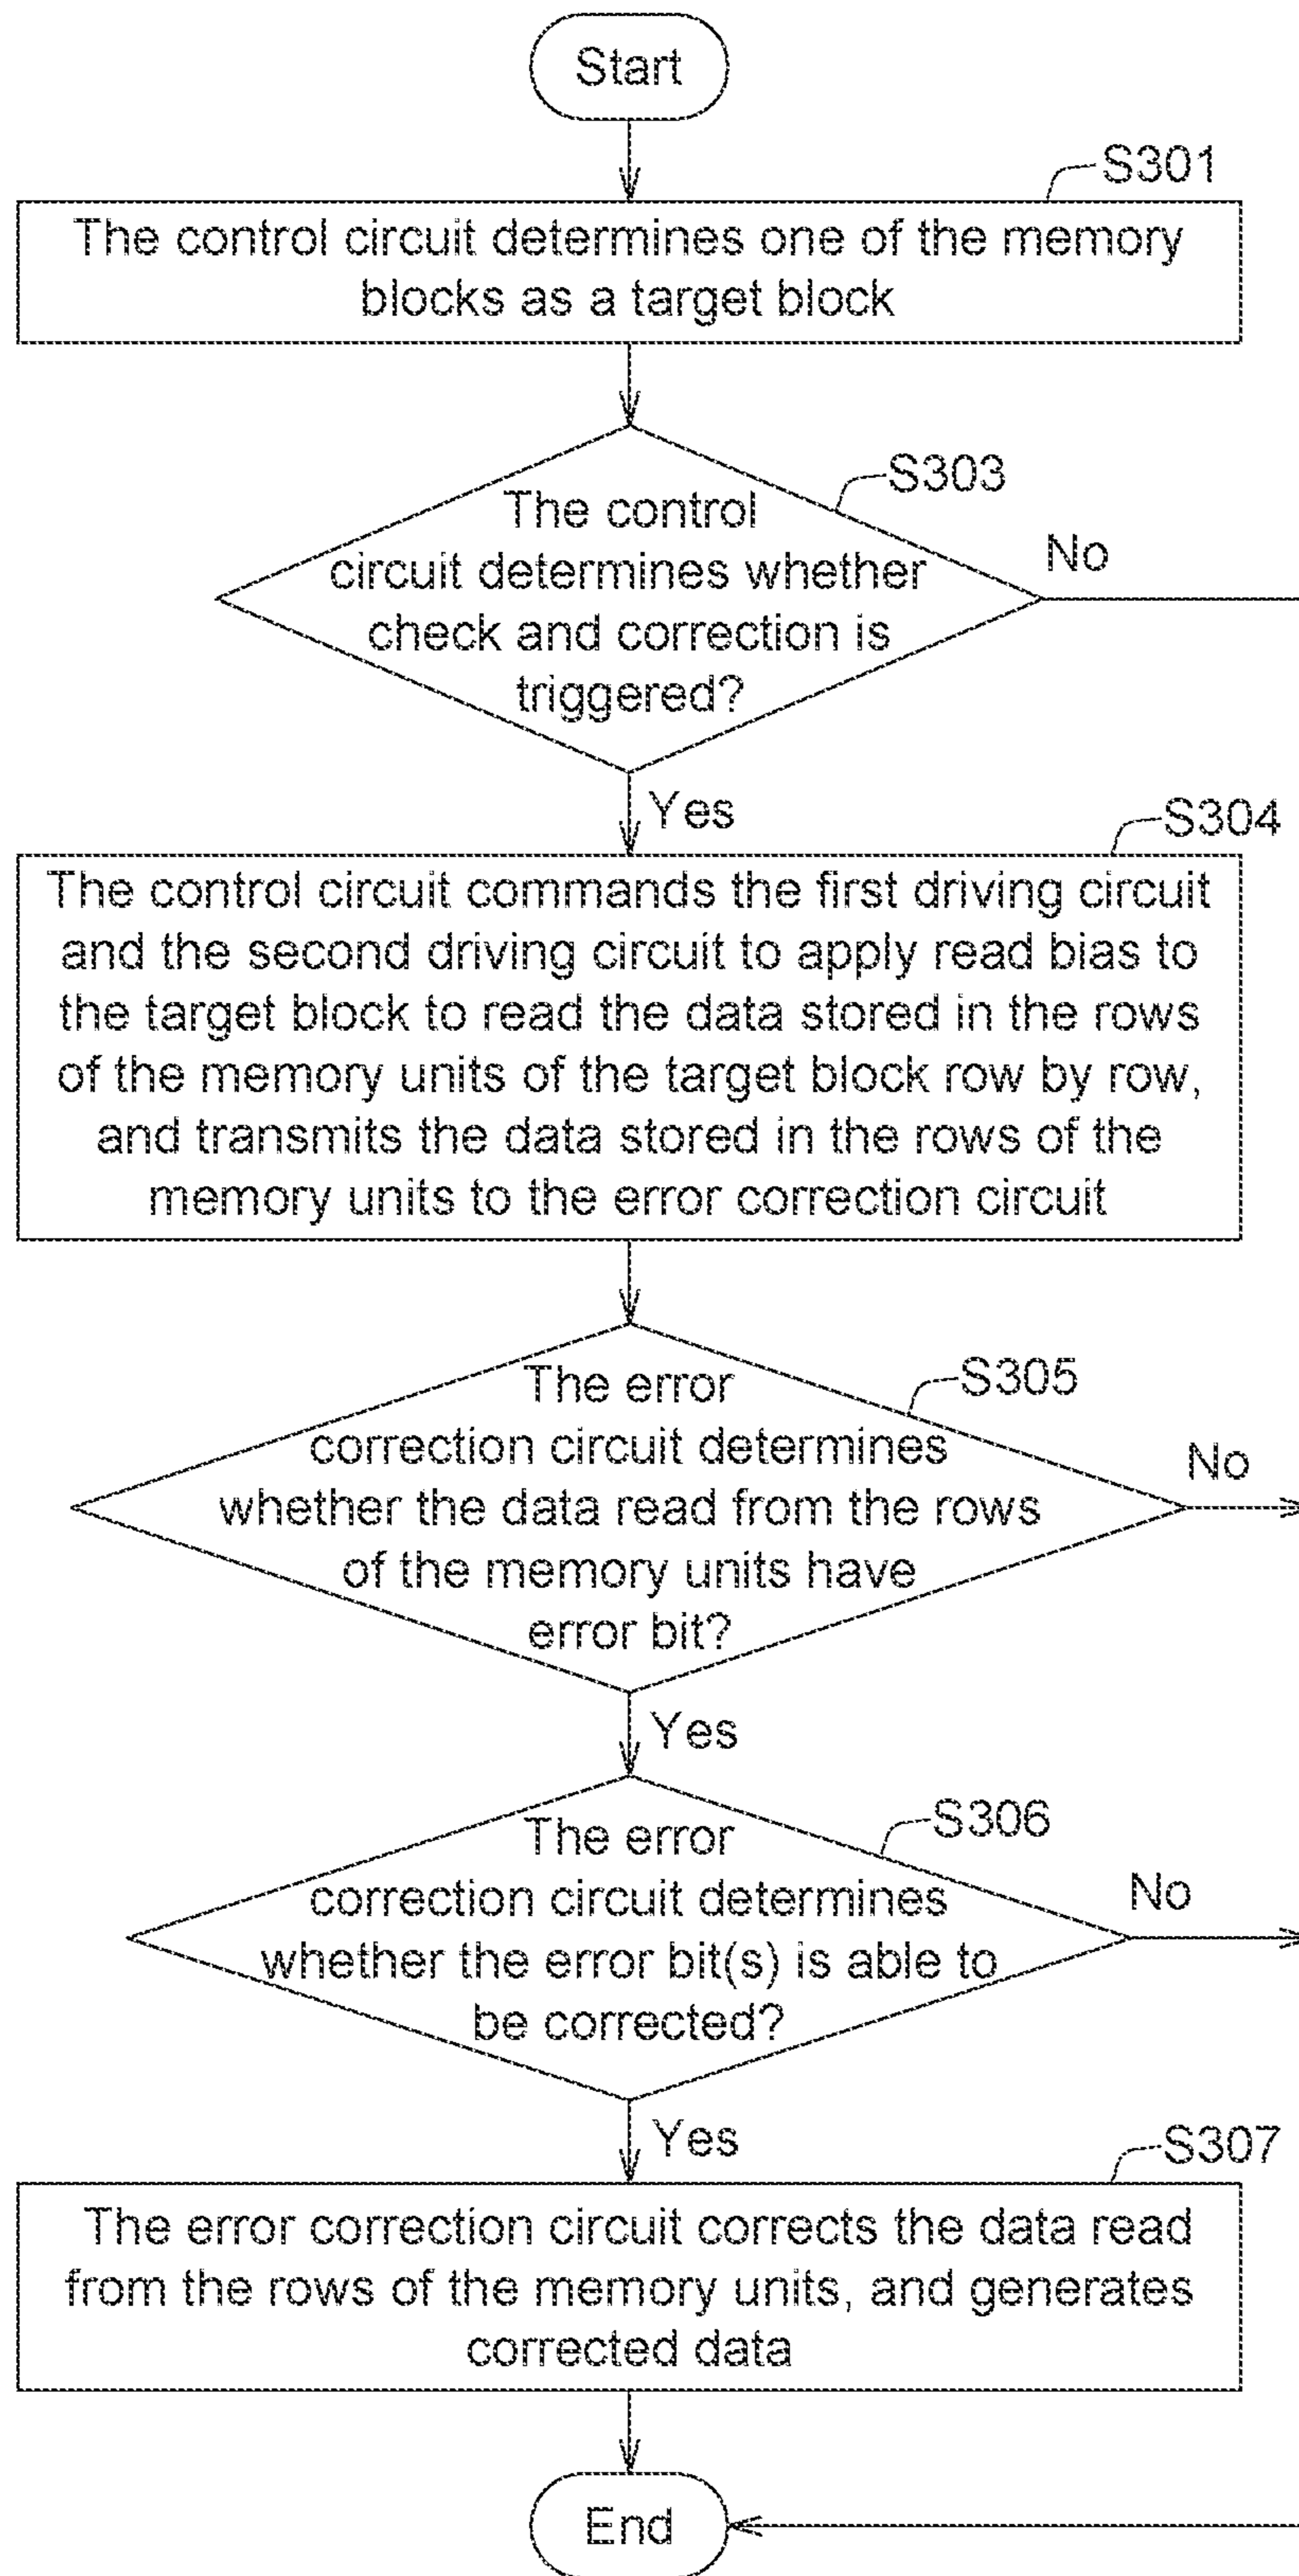 Start
S301
The control circuit determines one of the memory
blocks as a target block
S303
The control
circuit determines whether
check and correction is
triggered?
No
Yes
S304
The control circuit commands the first driving circuit
and the second driving circuit to apply read bias to
the target block to read the data stored in the rows
of the memory units of the target block row by row,
and transmits the data stored in the rows of the
memory units to the error correction circuit
S305
The error
correction circuit determines
whether the data read from the rows
of the memory units have
error bit?
No
Yes
S306
The error
correction circuit determines
whether the error bit(s) is able to
be corrected?
No
Yes
S307
The error correction circuit corrects the data read
from the rows of the memory units, and generates
corrected data
End